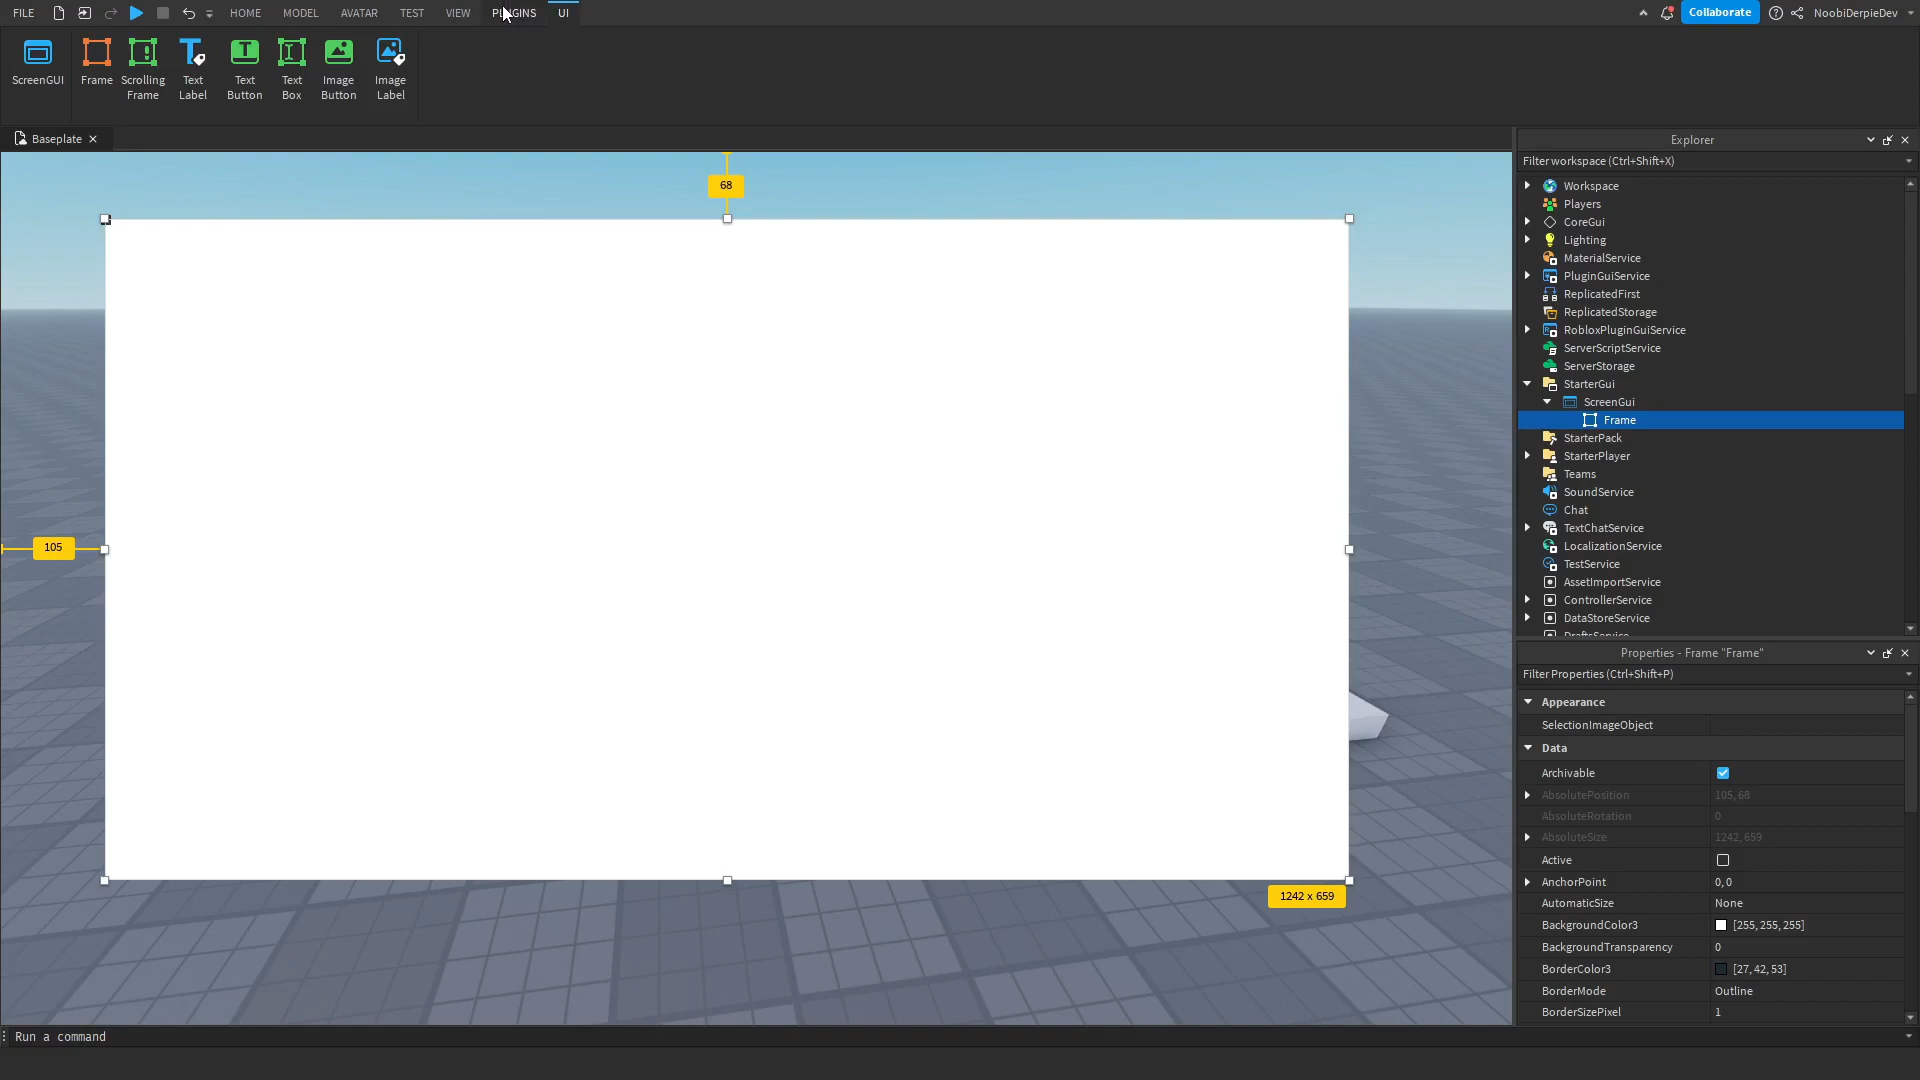 FILE HOME MODEL AVATAR TEST VIEW PLUGINS UI Collaborate NoobiDerpieDev
ScreenGUI Frame Scrolling Frame Text Label Text Button Text Box Image Button Image Label
Baseplate
68
105
1242 x 659
Explorer
Filter workspace (Ctrl+Shift+X)
Workspace
Players
CoreGui
Lighting
MaterialService
PluginGuiService
ReplicatedFirst
ReplicatedStorage
RobloxPluginGuiService
ServerScriptService
ServerStorage
StarterGui
ScreenGui
Frame
StarterPack
StarterPlayer
Teams
SoundService
Chat
TextChatService
LocalizationService
TestService
AssetImportService
ControllerService
DataStoreService
DraftsService
Properties - Frame "Frame"
Filter Properties (Ctrl+Shift+P)
Appearance
SelectionImageObject
Data
Archivable
AbsolutePosition 105, 68
AbsoluteRotation 0
AbsoluteSize 1242, 659
Active
AnchorPoint 0, 0
AutomaticSize None
BackgroundColor3 [255, 255, 255]
BackgroundTransparency 0
BorderColor3 [27, 42, 53]
BorderMode Outline
BorderSizePixel 1
Run a command